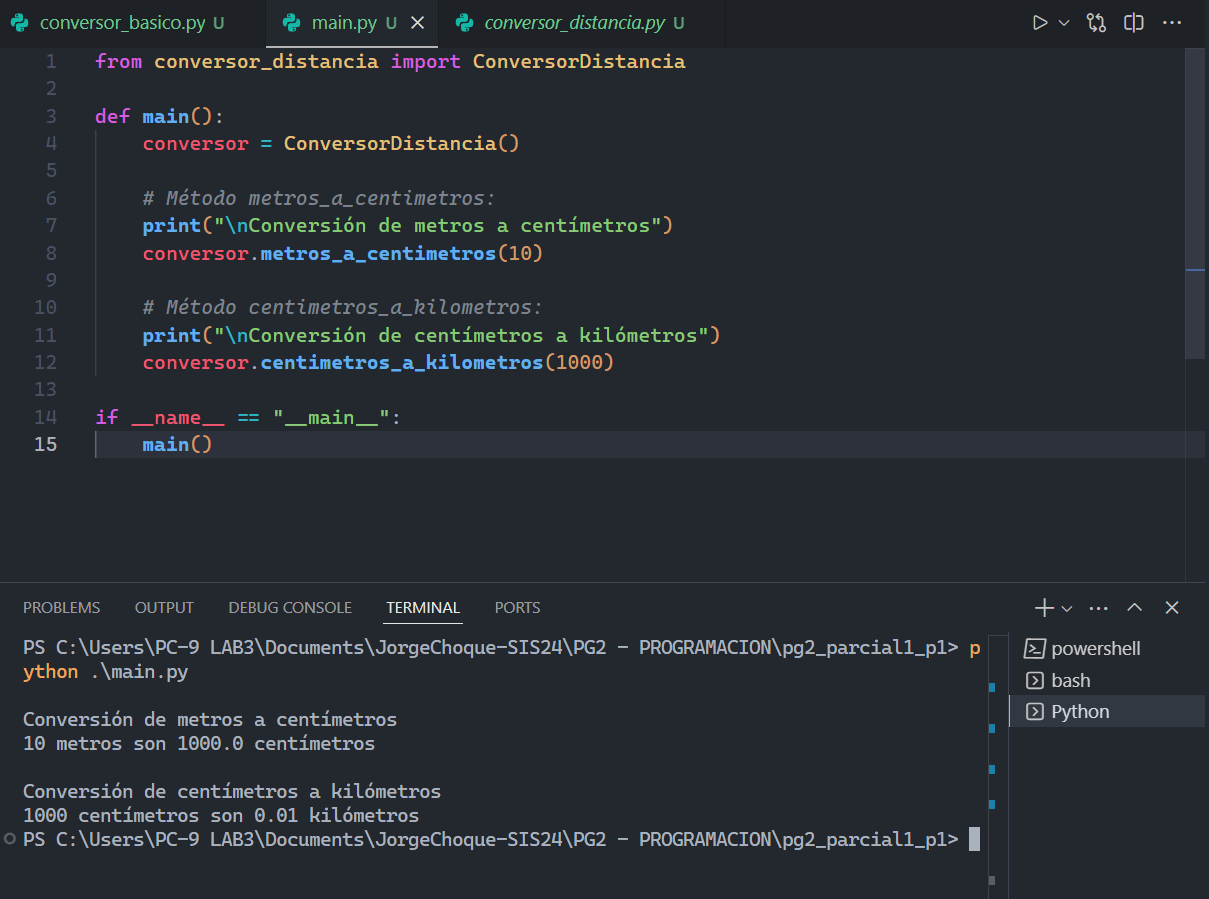 conversor_basico.py U main.py U conversor_distancia.py U
1 from conversor_distancia import ConversorDistancia
2
3 def main():
4 conversor = ConversorDistancia()
5
6 # Método metros_a_centimetros:
7 print("\nConversión de metros a centímetros")
8 conversor.metros_a_centimetros(10)
9
10 # Método centimetros_a_kilometros:
11 print("\nConversión de centímetros a kilómetros")
12 conversor.centimetros_a_kilometros(1000)
13
14 if __name__ == "__main__":
15 main()
PROBLEMS OUTPUT DEBUG CONSOLE TERMINAL PORTS
PS C:\Users\PC-9 LAB3\Documents\JorgeChoque-SIS24\PG2 - PROGRAMACION\pg2_parcial1_p1> p
ython .\main.py
Conversión de metros a centímetros
10 metros son 1000.0 centímetros
Conversión de centímetros a kilómetros
1000 centímetros son 0.01 kilómetros
PS C:\Users\PC-9 LAB3\Documents\JorgeChoque-SIS24\PG2 - PROGRAMACION\pg2_parcial1_p1>
powershell
bash
Python